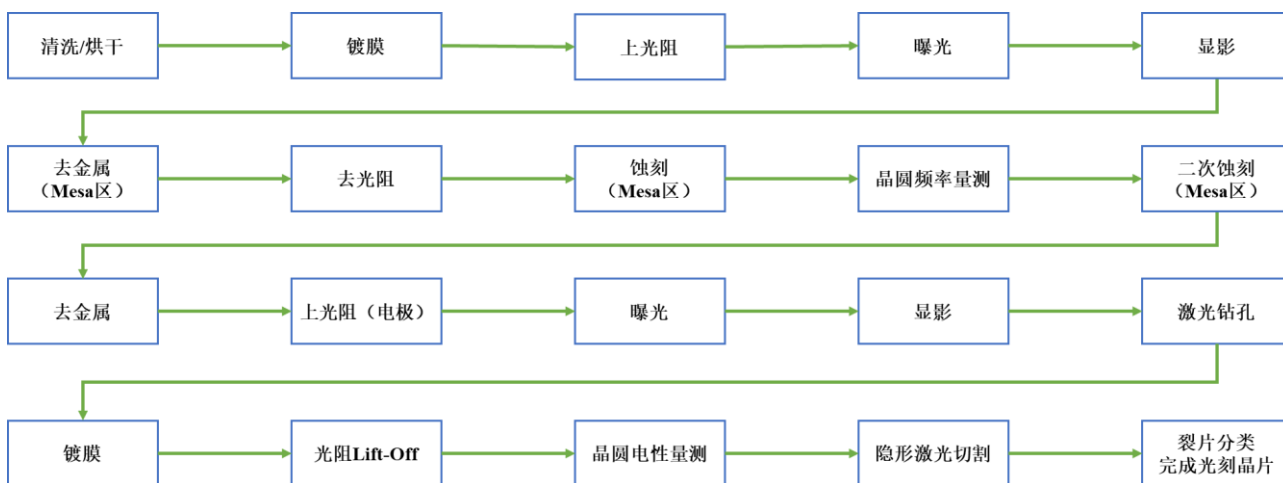 清洗/烘干
镀膜
上光阻
曝光
显影
去金属
（Mesa区）
去光阻
蚀刻
（Mesa区）
晶圆频率量测
二次蚀刻
（Mesa区）
去金属
上光阻（电极）
曝光
显影
激光钻孔
镀膜
光阻Lift-Off
晶圆电性量测
隐形激光切割
裂片分类
完成光刻晶片